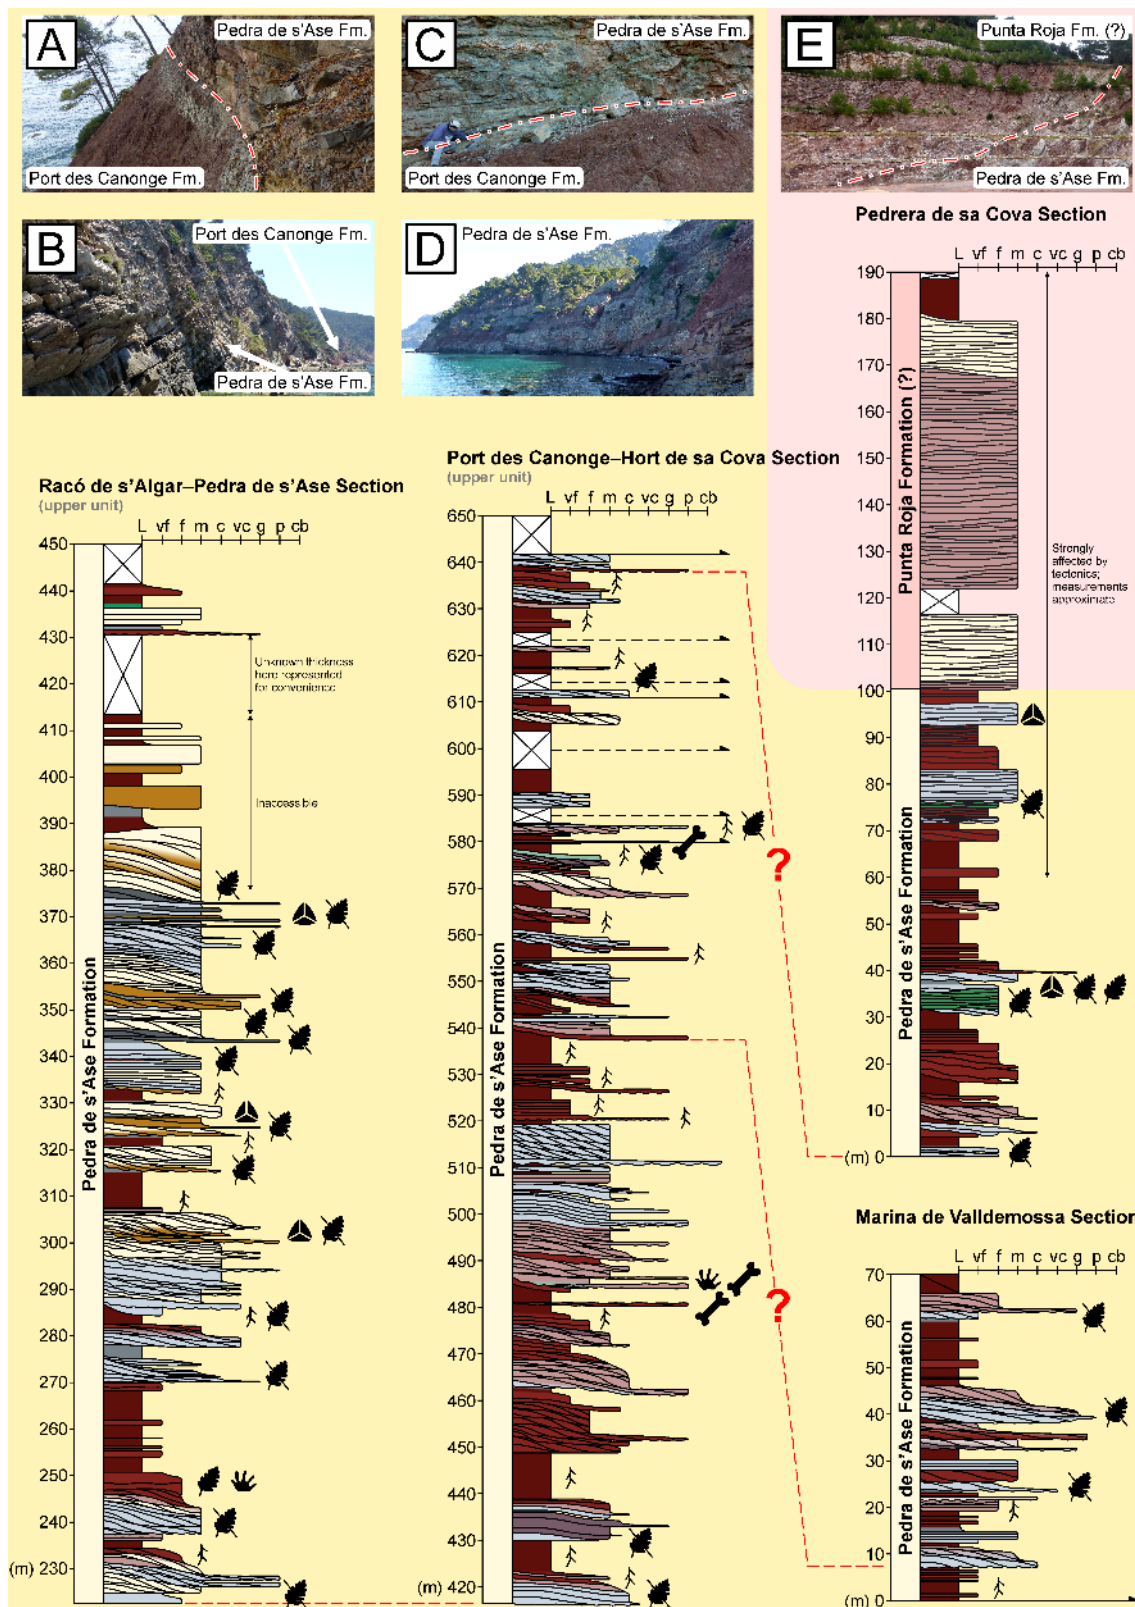 A
Pedra de s'Ase Fm.
Port des Canonge Fm.
C
Pedra de s'Ase Fm.
Port des Canonge Fm.
E
Punta Roja Fm. (?)
Pedra de s'Ase Fm.
B
Port des Canonge Fm.
Pedra de s'Ase Fm.
D
Pedra de s'Ase Fm.
Pedrera de sa Cova Section
L vf f m c vc g p cb
190
180
170
160
150
140
130
120
110
100
90
80
70
60
50
40
30
20
10
(m) 0
Punta Roja Formation (?)
Pedra de s'Ase Formation
Strongly
affected by
tectonics;
measurements
approximate
Racó de s'Algar–Pedra de s'Ase Section
(upper unit)
L vf f m c vc g p cb
450
440
430
420
410
400
390
380
370
360
350
340
330
320
310
300
290
280
270
260
250
240
(m) 230
Pedra de s'Ase Formation
Unknown thickness
here represented
for convenience
Inaccessible
Port des Canonge–Hort de sa Cova Section
(upper unit)
L vf f m c vc g p cb
650
640
630
620
610
600
590
580
570
560
550
540
530
520
510
500
490
480
470
460
450
440
430
(m) 420
Pedra de s'Ase Formation
?
?
Marina de Valldemossa Section
L vf f m c vc g p cb
70
60
50
40
30
20
10
(m) 0
Pedra de s'Ase Formation